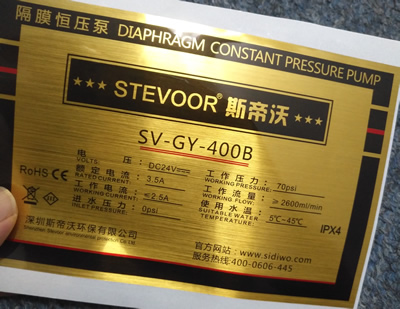 隔膜恒压泵 DIAPHRAGM CONSTANT PRESSURE PUMP
*** STEVOOR® 斯帝沃 ***
SV-GY-400B
电 压: DC24V 工作压力: 70psi
VOLTS: WORKING PRESSURE:
额定电流: 3.5A 工作流量: ≥2600ml/min
RATED CURRENT: WORKING FLOW:
RoHS CE 工作电流: ≤2.5A 使用水温: 5℃-45℃
WORKING CURRENT: SUITABLE WATER
进水压力: 0psi TEMPERATURE:
INLET PRESSURE: IPX4
深圳斯帝沃环保有限公司 官方网站:www.sidiwo.com
服务热线:400-0606-445